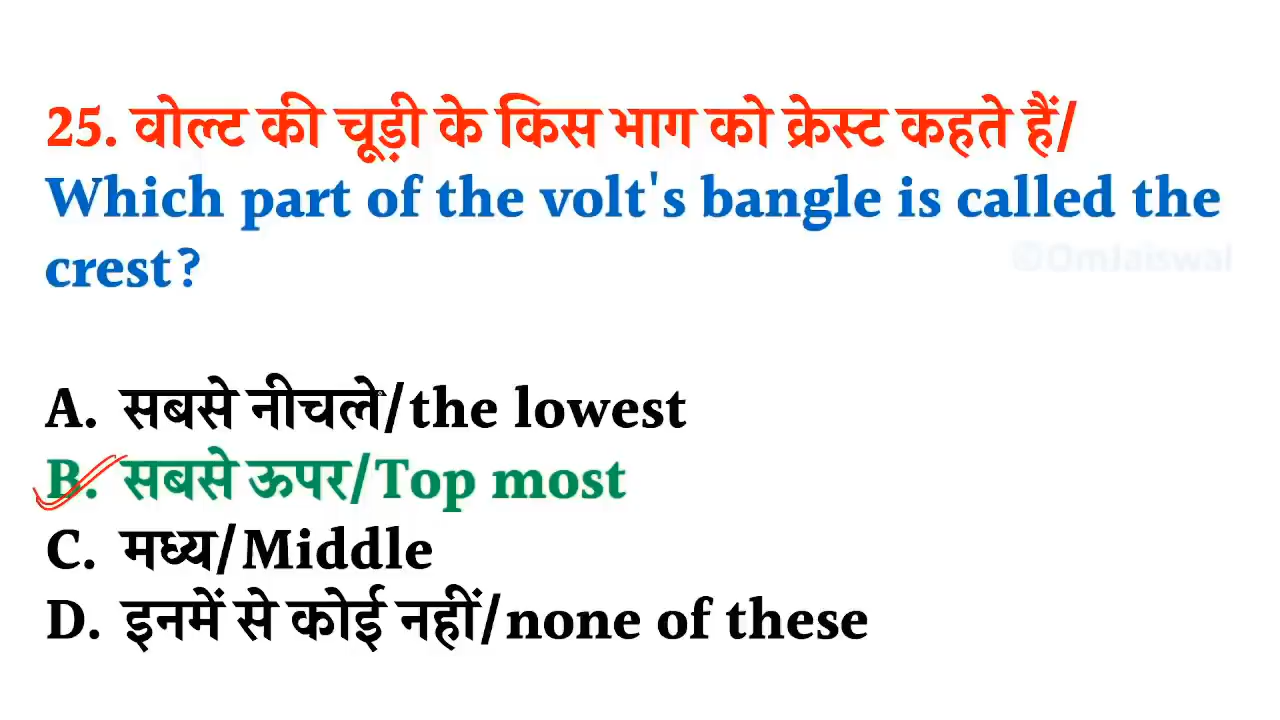 25. वोल्ट की चूड़ी के किस भाग को क्रेस्ट कहते हैं/
Which part of the volt's bangle is called the
crest?
©OmJaiswal
A. सबसे नीचले/the lowest
B. सबसे ऊपर/Top most
C. मध्य/Middle
D. इनमें से कोई नहीं/none of these